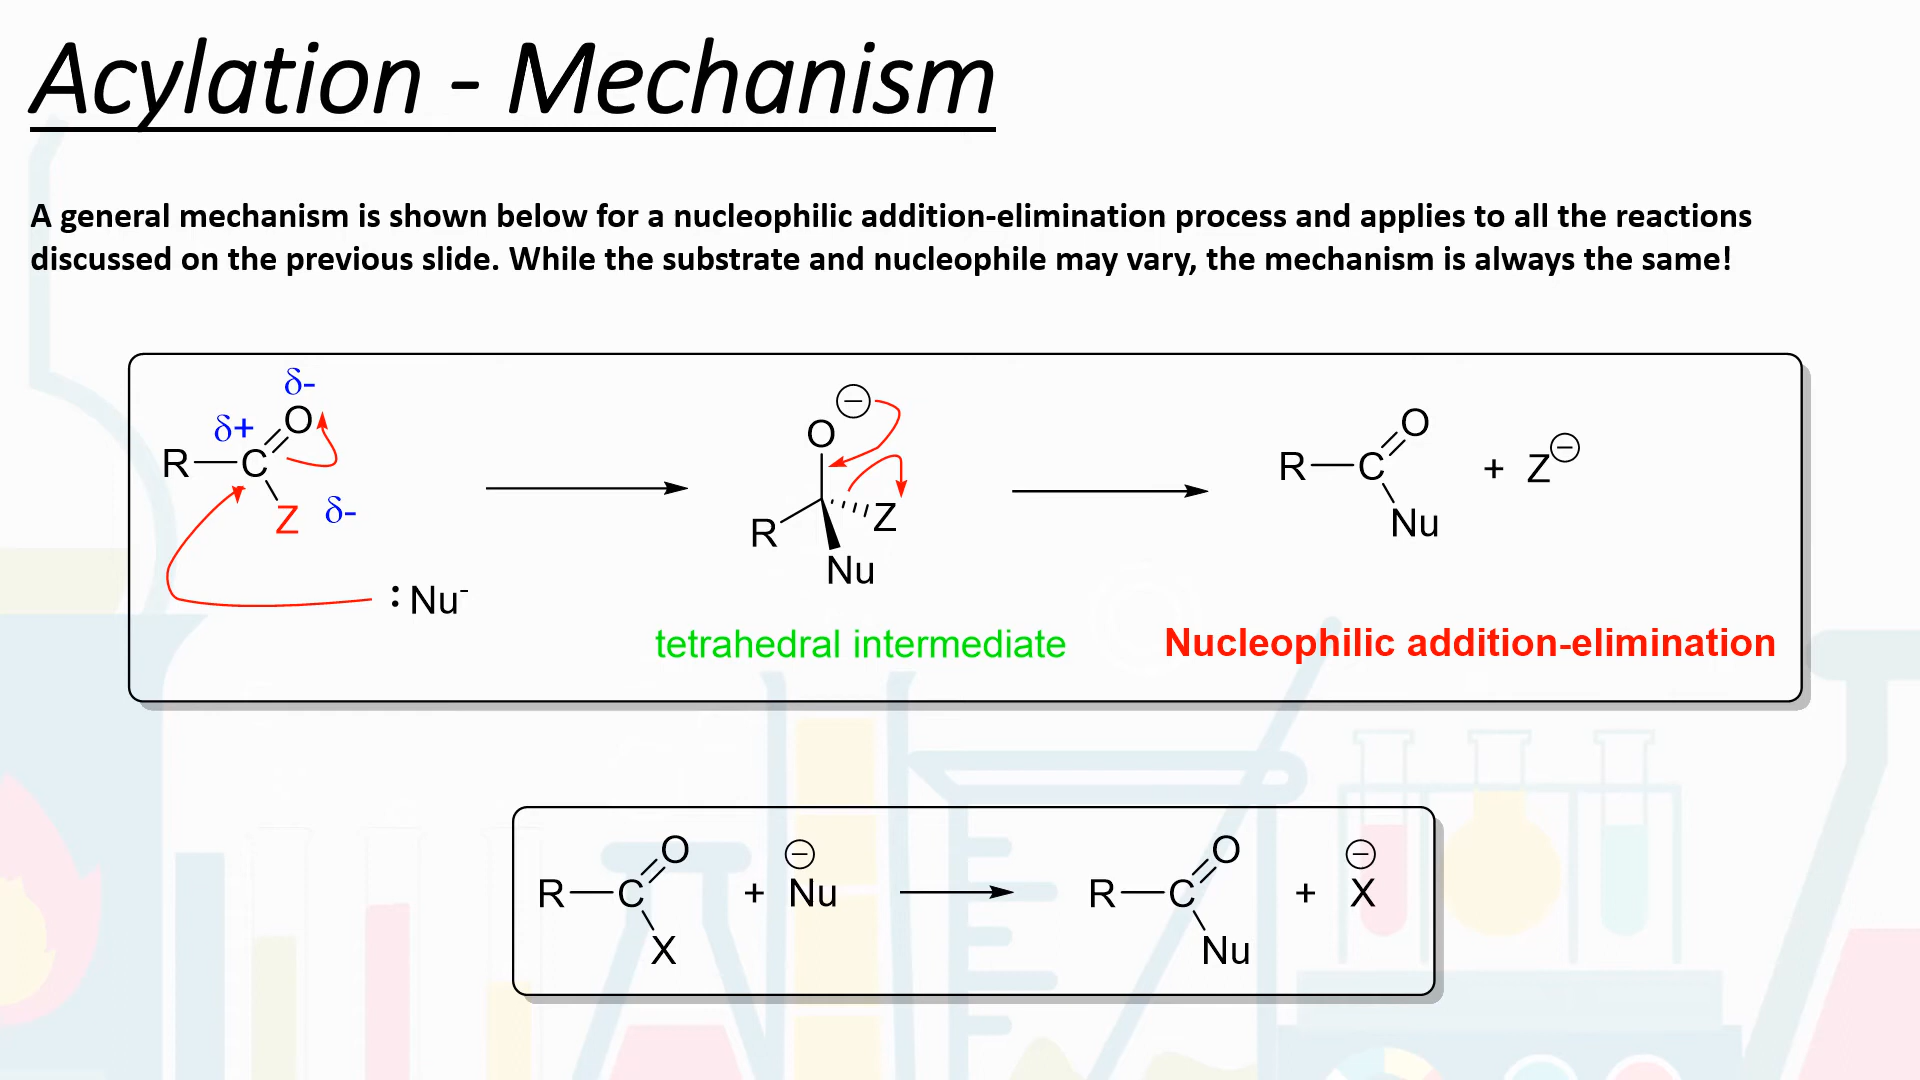 Acylation - Mechanism
A general mechanism is shown below for a nucleophilic addition-elimination process and applies to all the reactions
discussed on the previous slide. While the substrate and nucleophile may vary, the mechanism is always the same!
δ-
δ+ O
R C
Z δ-
:Nu-
−
O
R Z
Nu
tetrahedral intermediate
O
R C + Z −
Nu
Nucleophilic addition-elimination
O − O −
R C + Nu R C + X
X Nu